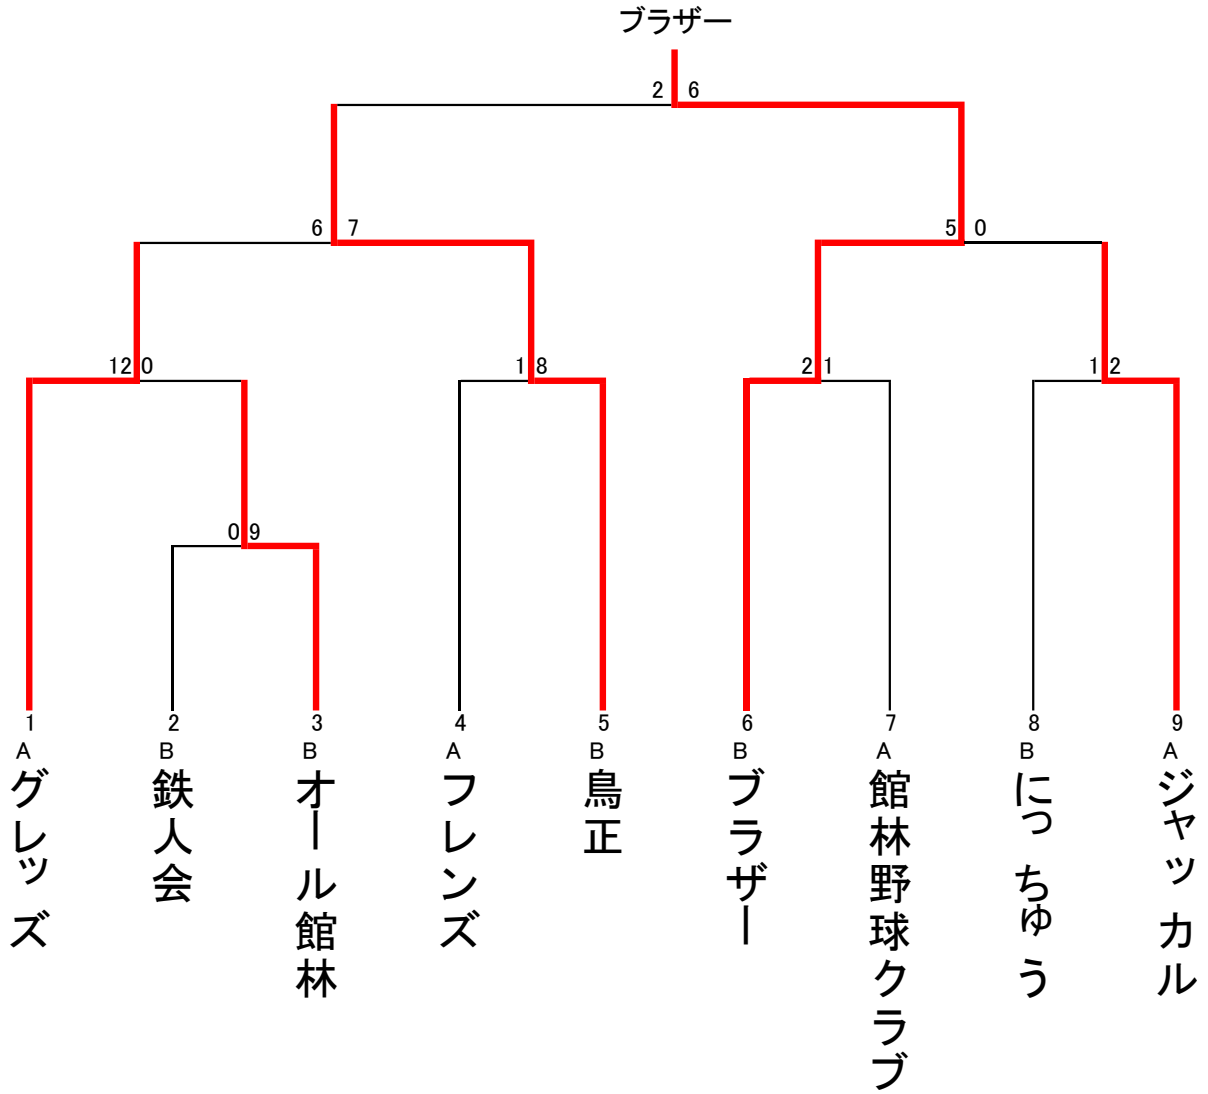 ブラザー
2 6
6 7
5 0
12 0
1 8
2 1
1 2
0 9
1 2 3 4 5 6 7 8 9
A B B A B B A B A
グレッズ
鉄人会
オール館林
フレンズ
鳥正
ブラザー
館林野球クラブ
にっちゅう
ジャッカル